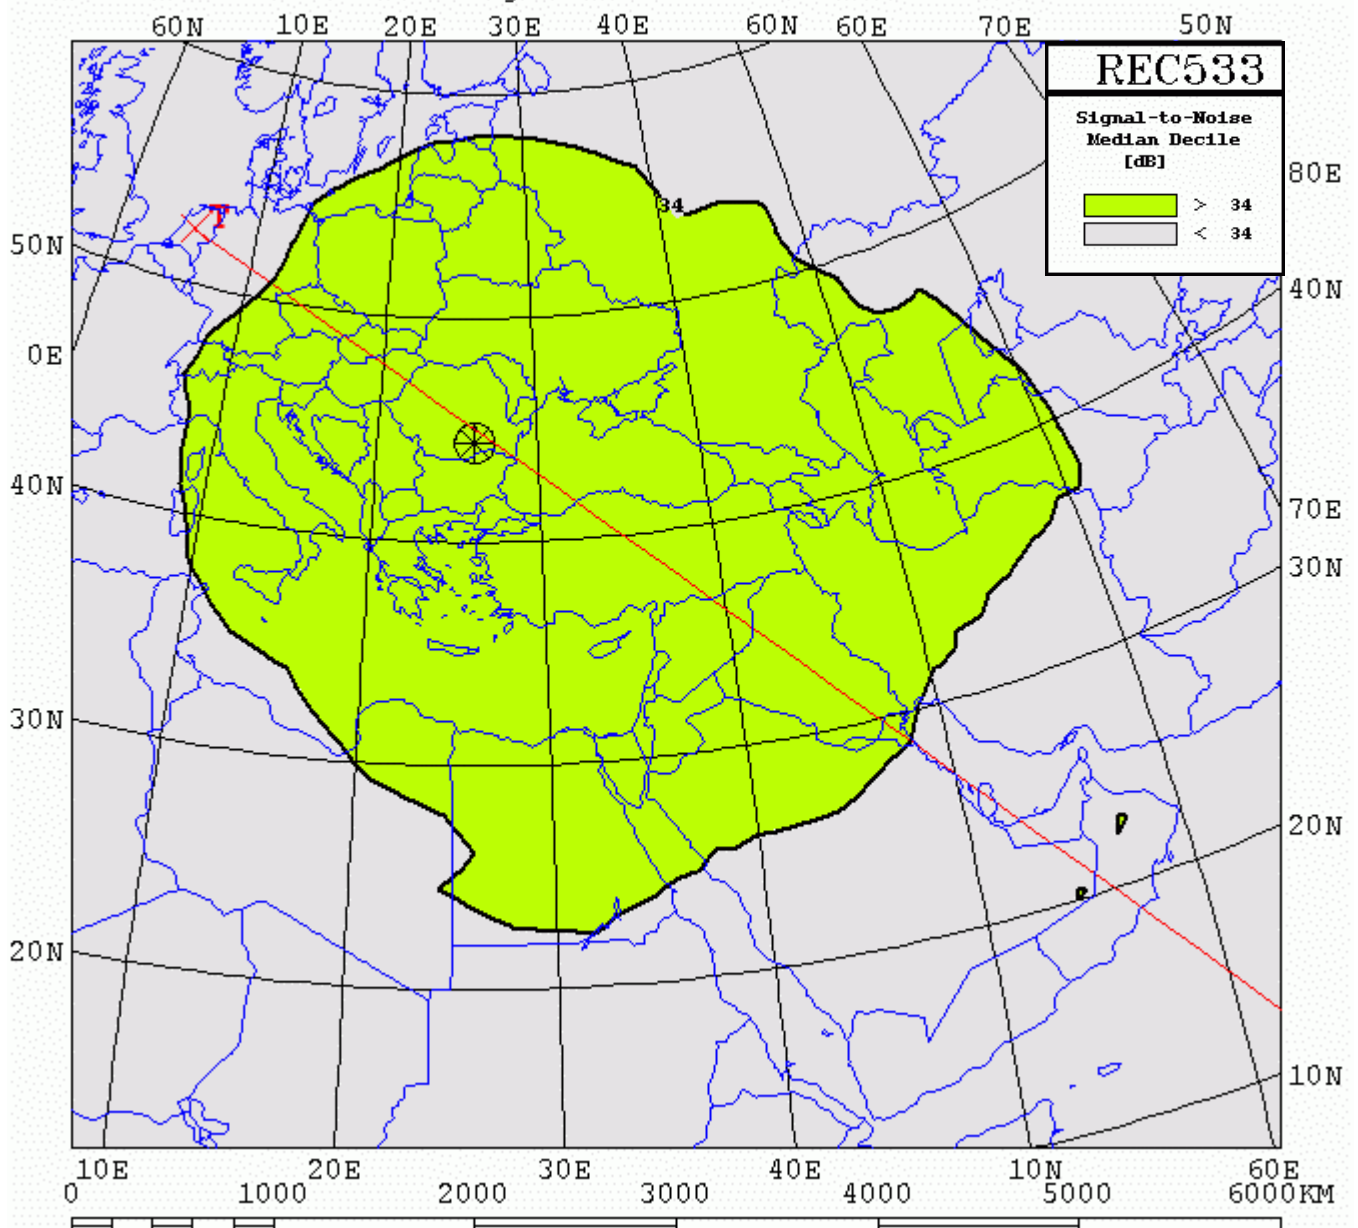 60N 10E 20E 30E 40E 60N 60E 70E 50N
REC533
Signal-to-Noise
Median Decile
[dB]
> 34
< 34
80E
T
34
50N
40N
0E
40N
70E
30N
30N
20N
20N
10N
10E 20E 30E 40E 10N 60E
0 1000 2000 3000 4000 5000 6000KM